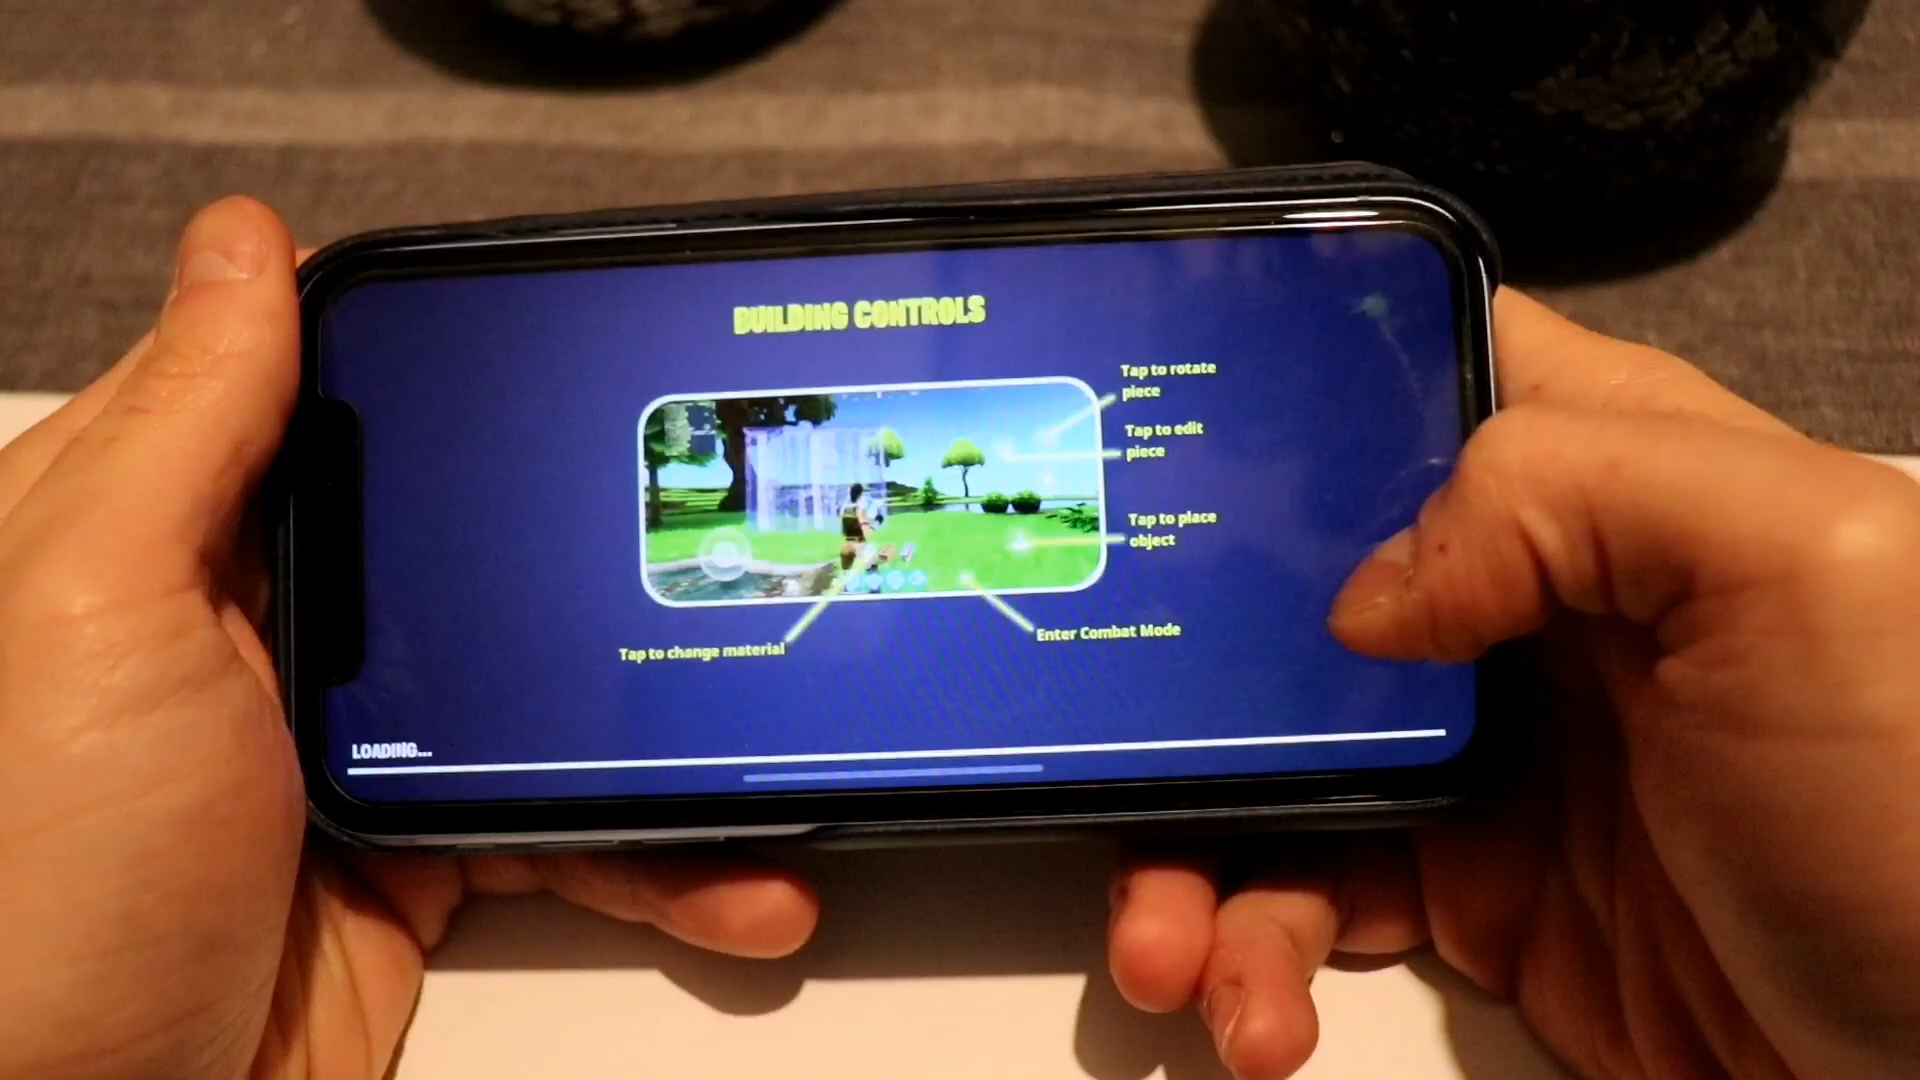 BUILDING CONTROLS
Tap to rotate
piece
Tap to edit
piece
Tap to place
object
Enter Combat Mode
Tap to change material
LOADING...